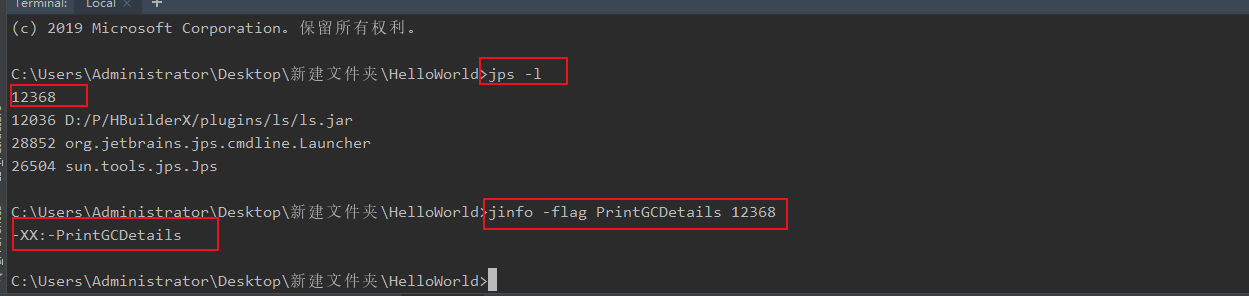 Terminal: Local × +
(c) 2019 Microsoft Corporation。保留所有权利。
C:\Users\Administrator\Desktop\新建文件夹\HelloWorld>jps -l
12368
12036 D:/P/HBuilderX/plugins/ls/ls.jar
28852 org.jetbrains.jps.cmdline.Launcher
26504 sun.tools.jps.Jps
C:\Users\Administrator\Desktop\新建文件夹\HelloWorld>jinfo -flag PrintGCDetails 12368
-XX:-PrintGCDetails
C:\Users\Administrator\Desktop\新建文件夹\HelloWorld>